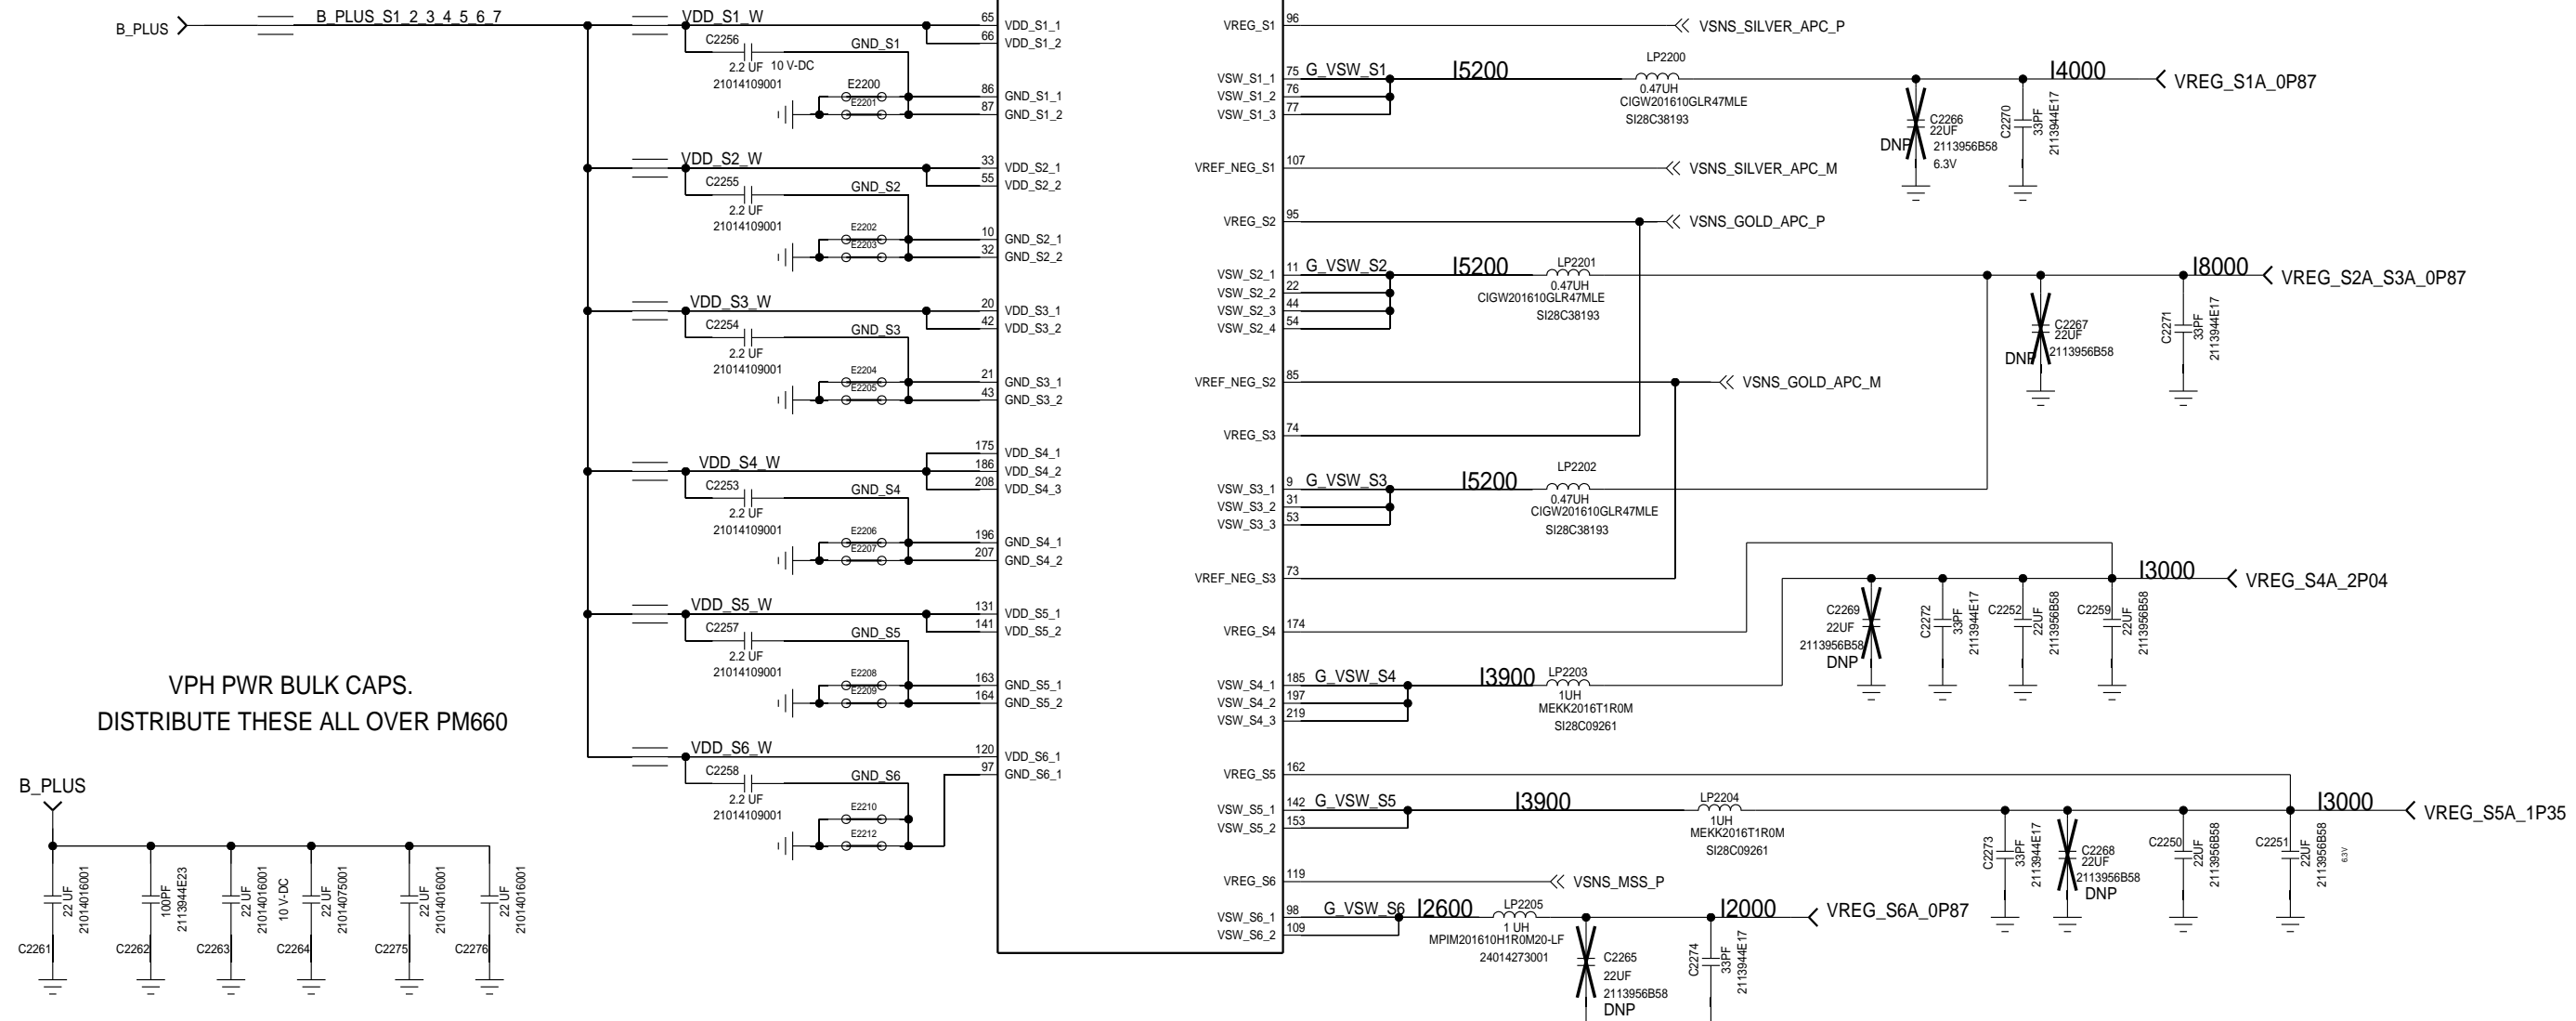 B_PLUS
B_PLUS_S1_2_3_4_5_6_7
VDD_S1_W
C2256
GND_S1
2.2 UF
10 V-DC
21014109001
E2200
E2201
65 VDD_S1_1
66 VDD_S1_2
86 GND_S1_1
87 GND_S1_2
VDD_S2_W
C2255
GND_S2
2.2 UF
21014109001
E2202
E2203
33 VDD_S2_1
55 VDD_S2_2
10 GND_S2_1
32 GND_S2_2
VDD_S3_W
C2254
GND_S3
2.2 UF
21014109001
E2204
E2205
20 VDD_S3_1
42 VDD_S3_2
21 GND_S3_1
43 GND_S3_2
VDD_S4_W
C2253
GND_S4
2.2 UF
21014109001
E2206
E2207
175 VDD_S4_1
186 VDD_S4_2
208 VDD_S4_3
196 GND_S4_1
207 GND_S4_2
VDD_S5_W
C2257
GND_S5
2.2 UF
21014109001
E2208
E2209
131 VDD_S5_1
141 VDD_S5_2
163 GND_S5_1
164 GND_S5_2
VDD_S6_W
C2258
GND_S6
2.2 UF
21014109001
E2210
E2212
120 VDD_S6_1
97 GND_S6_1
VPH PWR BULK CAPS.
DISTRIBUTE THESE ALL OVER PM660
B_PLUS
C2261
22 UF
21014016001
C2262
100PF
2113944E23
C2263
22 UF
21014016001
10 V-DC
C2264
22 UF
21014075001
C2275
22 UF
21014016001
C2276
22 UF
21014016001
VREG_S1 96
VSNS_SILVER_APC_P
VSW_S1_1 75 G_VSW_S1
VSW_S1_2 76
VSW_S1_3 77
I5200
LP2200
0.47UH
CIGW201610GLR47MLE
SI28C38193
I4000
VREG_S1A_0P87
C2266
22UF
2113956B58
6.3V
DNP
C2270
33PF
2113944E17
VREF_NEG_S1 107
VSNS_SILVER_APC_M
VREG_S2 95
VSNS_GOLD_APC_P
VSW_S2_1 11 G_VSW_S2
VSW_S2_2 22
VSW_S2_3 44
VSW_S2_4 54
I5200
LP2201
0.47UH
CIGW201610GLR47MLE
SI28C38193
I8000
VREG_S2A_S3A_0P87
C2267
22UF
2113956B58
DNP
C2271
33PF
2113944E17
VREF_NEG_S2 85
VSNS_GOLD_APC_M
VREG_S3 74
VSW_S3_1 9 G_VSW_S3
VSW_S3_2 31
VSW_S3_3 53
I5200
LP2202
0.47UH
CIGW201610GLR47MLE
SI28C38193
VREF_NEG_S3 73
VREG_S4 174
I3000
VREG_S4A_2P04
C2269
22UF
2113956B58
DNP
C2272
33PF
2113944E17
C2252
22UF
2113956B58
C2259
22UF
2113956B58
VSW_S4_1 185 G_VSW_S4
VSW_S4_2 197
VSW_S4_3 219
I3900
LP2203
1UH
MEKK2016T1R0M
SI28C09261
VREG_S5 162
VSW_S5_1 142 G_VSW_S5
VSW_S5_2 153
I3900
LP2204
1UH
MEKK2016T1R0M
SI28C09261
I3000
VREG_S5A_1P35
C2273
33PF
2113944E17
C2268
22UF
2113956B58
DNP
C2250
22UF
2113956B58
C2251
22UF
2113956B58
6.3V
VREG_S6 119
VSNS_MSS_P
VSW_S6_1 98 G_VSW_S6
VSW_S6_2 109
I2600
LP2205
1 UH
MPIM201610H1R0M20-LF
24014273001
I2000
VREG_S6A_0P87
C2265
22UF
2113956B58
DNP
C2274
33PF
2113944E17